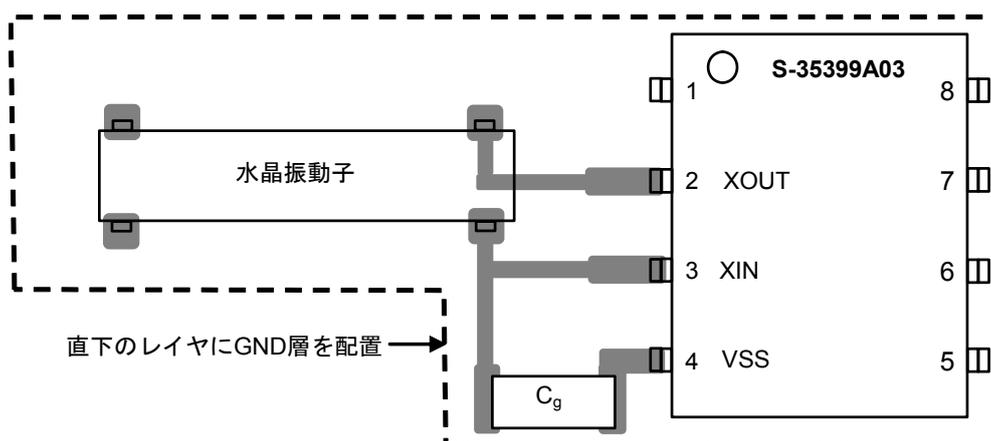 S-35399A03
1 8
水晶振動子
2 XOUT 7
3 XIN 6
直下のレイヤにGND層を配置
4 VSS 5
Cg